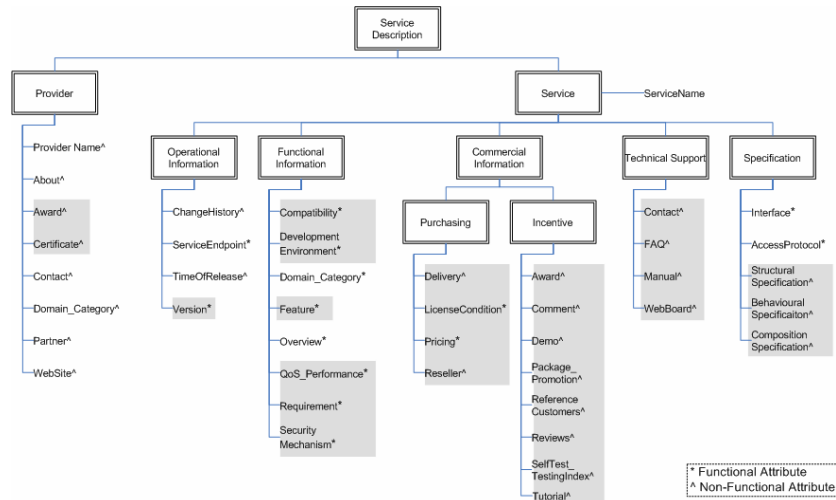 Service
Description
Provider
Service
ServiceName
Provider Name^
About^
Award^
Certificate^
Contact^
Domain_Category^
Partner^
WebSite^
Operational
Information
ChangeHistory^
ServiceEndpoint*
TimeOfRelease^
Version*
Functional
Information
Compatibility*
Development
Environment*
Domain_Category*
Feature*
Overview*
QoS_Performance*
Requirement*
Security
Mechanism*
Commercial
Information
Purchasing
Delivery^
LicenseCondition*
Pricing*
Reseller^
Incentive
Award^
Comment^
Demo^
Package_
Promotion^
Reference
Customers^
Reviews^
SelfTest_
TestingIndex^
Tutorial^
Technical Support
Contact^
FAQ^
Manual^
WebBoard^
Specification
Interface*
AccessProtocol*
Structural
Specification^
Behavioural
Specificaiton^
Composition
Specification^
* Functional Attribute
^ Non-Functional Attribute